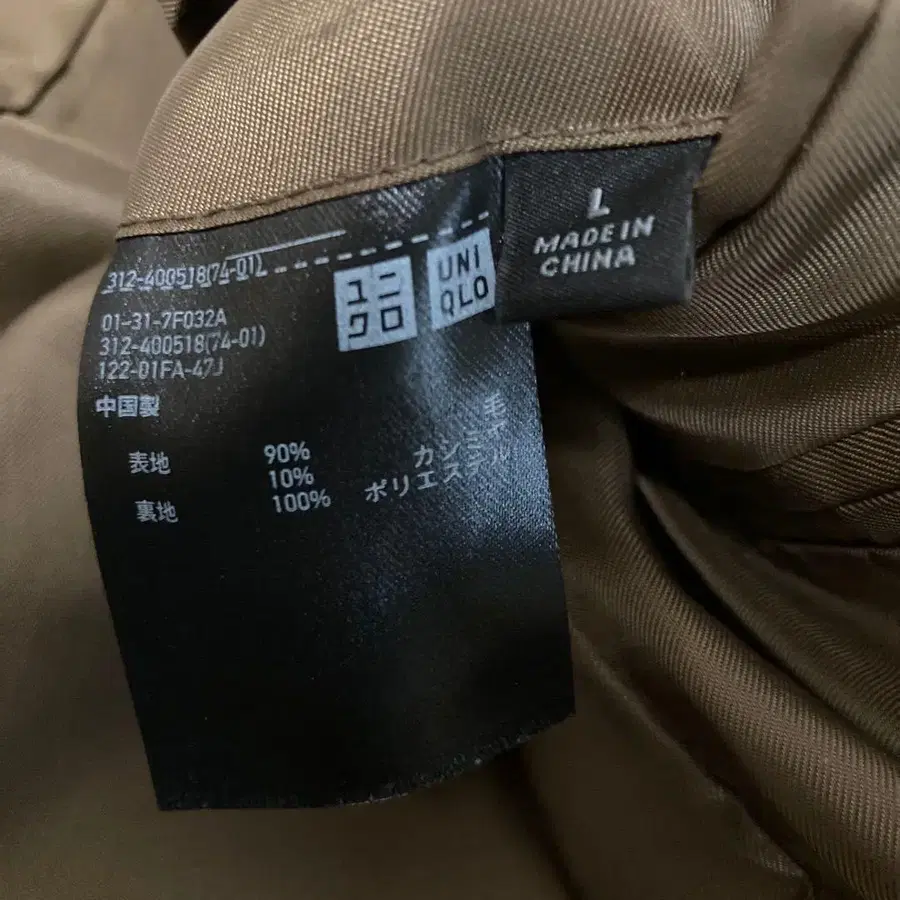 312-400518(74-01)
ユニ
クロ
UNI
QLO
L
MADE IN
CHINA
01-31-7F032A
312-400518(74-01)
122-01FA-47J
中国製
表地 90% 毛
10% カシミヤ
裏地 100% ポリエステル